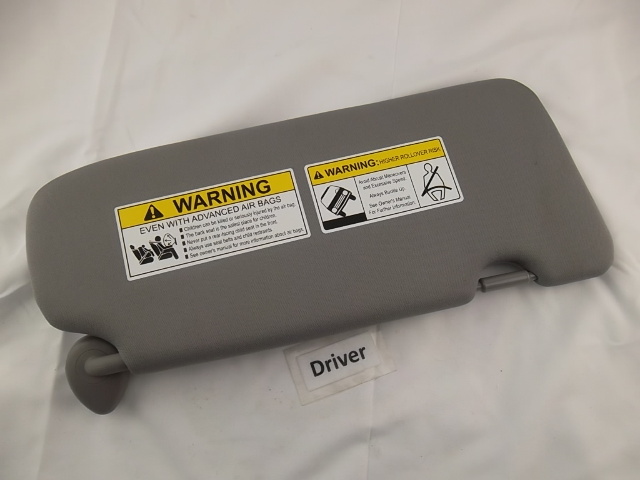 WARNING
EVEN WITH ADVANCED AIR BAGS
Children can be killed or seriously injured by the air bag
The back seat is the safest place for children.
Never put a rear-facing child seat in the front.
Always use seat belts and child restraints.
See owner's manual for more information about air bags.
WARNING: HIGHER ROLLOVER RISK
Avoid Abrupt Maneuvers
and Excessive Speed.
Always Buckle Up.
See Owner's Manual
For Further Information.
Driver